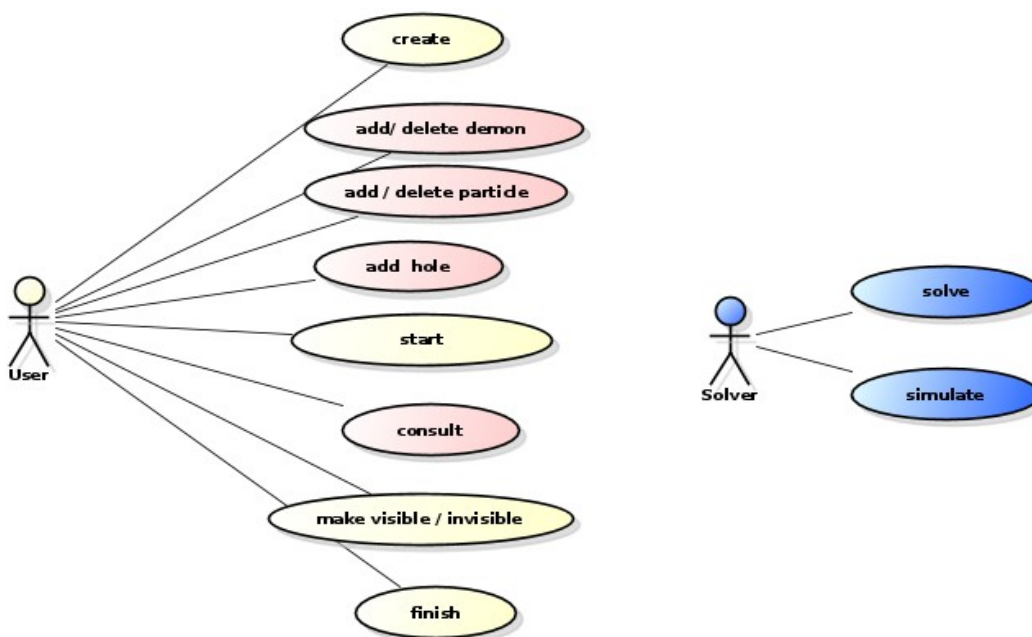 create
add/ delete demon
add / delete particle
add hole
start
consult
make visible / invisible
finish
User
solve
simulate
Solver